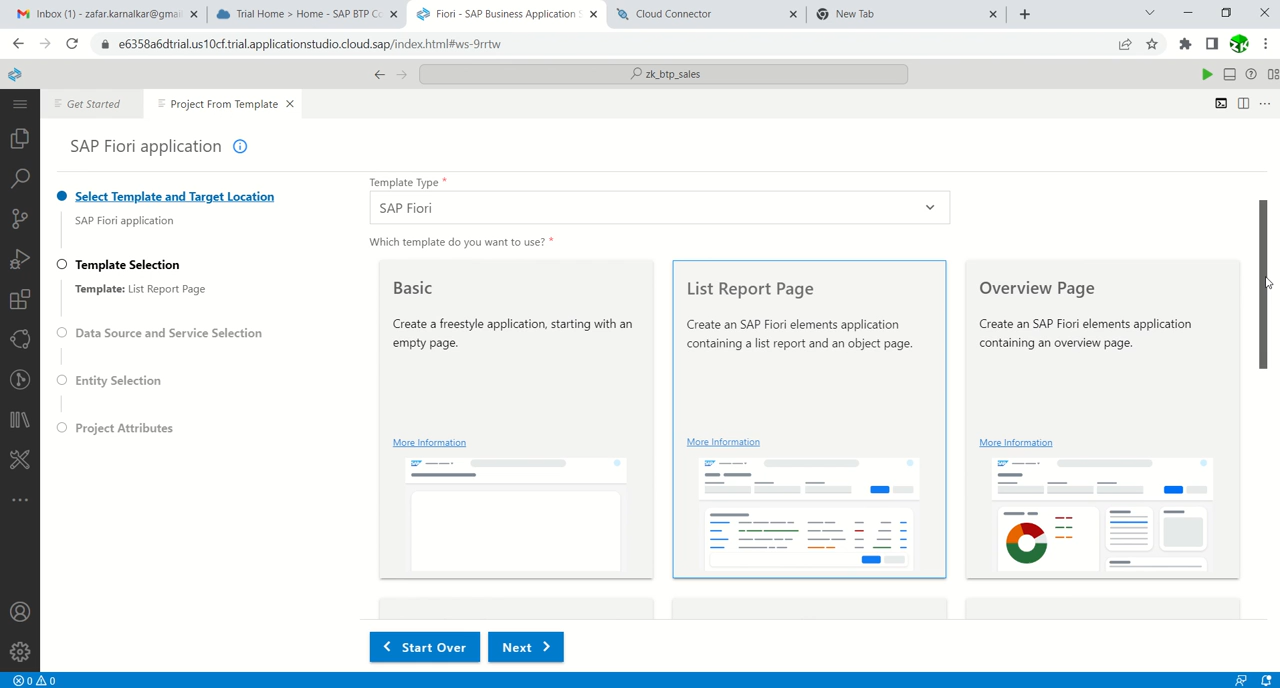 Inbox (1) - zafar.karnalkar@gmai
Trial Home > Home - SAP BTP Co
Fiori - SAP Business Application S
Cloud Connector
New Tab
e6358a6dtrial.us10cf.trial.applicationstudio.cloud.sap/index.html#ws-9rrtw
zk_btp_sales
Get Started
Project From Template
SAP Fiori application
Select Template and Target Location
SAP Fiori application
Template Selection
Template: List Report Page
Data Source and Service Selection
Entity Selection
Project Attributes
Template Type *
SAP Fiori
Which template do you want to use? *
Basic
Create a freestyle application, starting with an
empty page.
More Information
List Report Page
Create an SAP Fiori elements application
containing a list report and an object page.
More Information
Overview Page
Create an SAP Fiori elements application
containing an overview page.
More Information
Start Over
Next
0 0